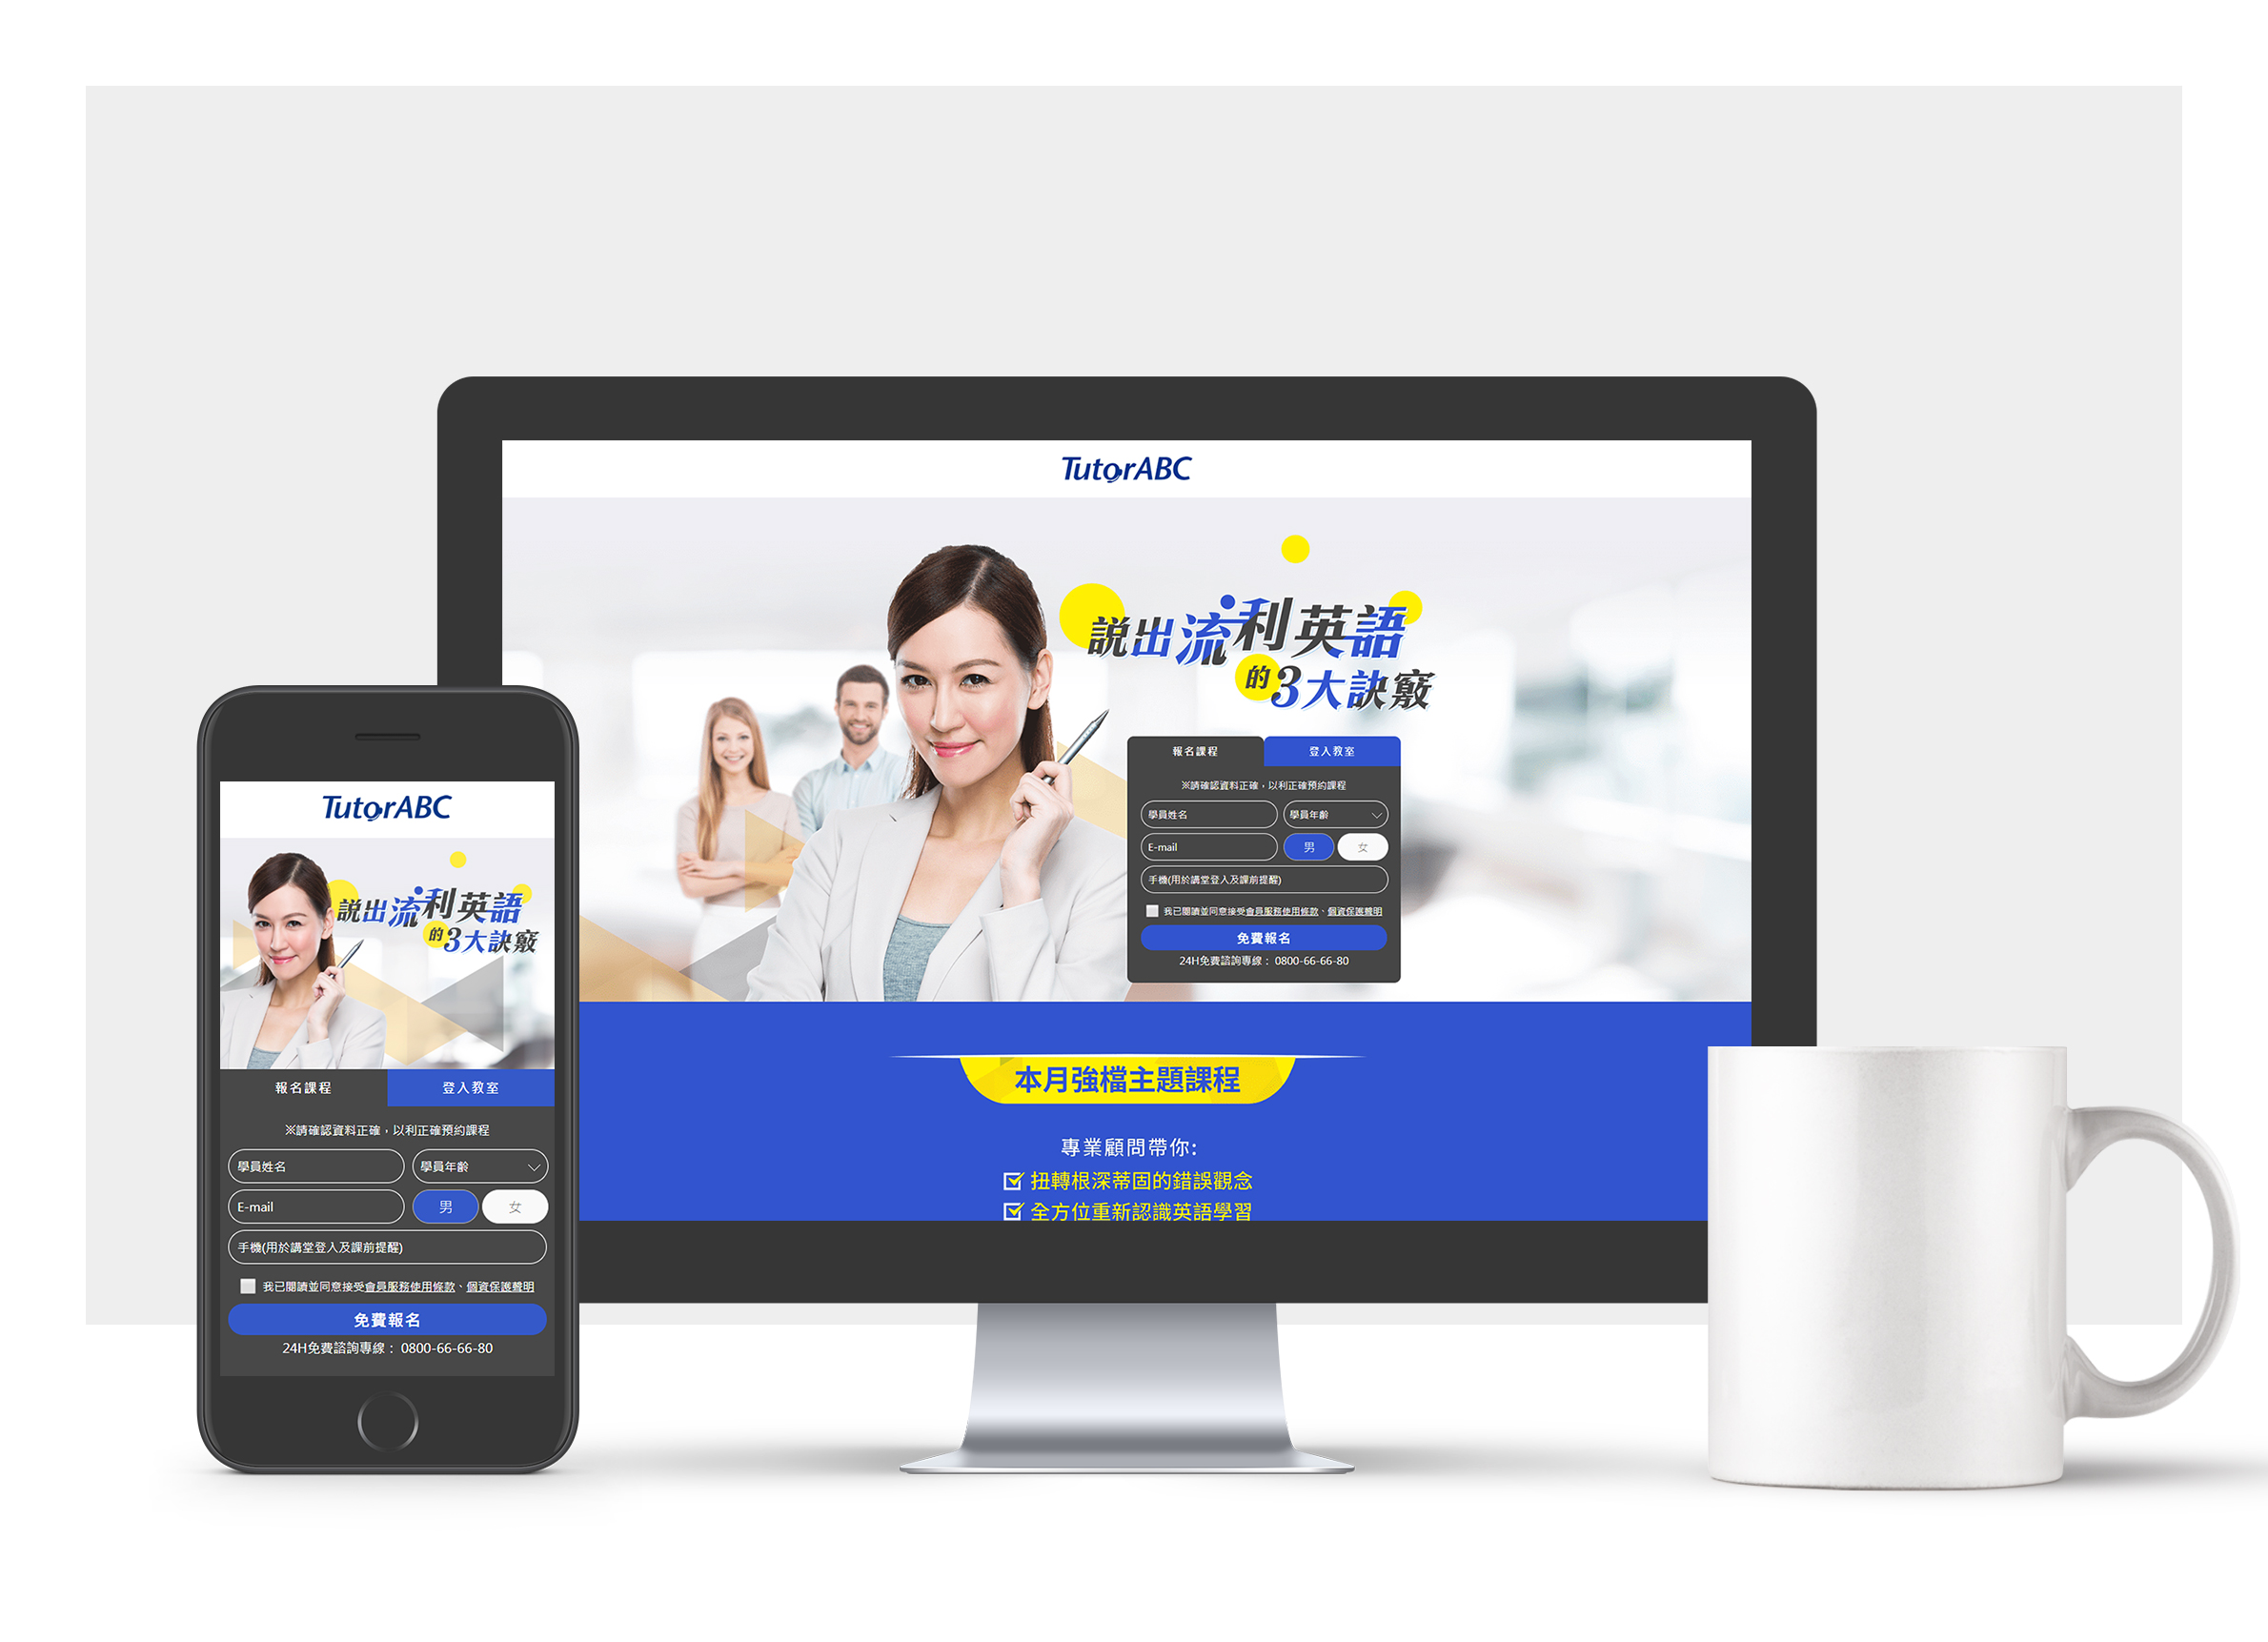 TutorABC
説出流利英語
的3大訣竅
報名課程
登入教室
※請確認資料正確，以利正確預約課程
學員姓名
學員年齡
E-mail
男
女
手機(用於講堂登入及課前提醒)
我已閱讀並同意接受會員服務使用條款、個資保護聲明
免費報名
24H免費諮詢專線： 0800-66-66-80
本月強檔主題課程
專業顧問帶你:
扭轉根深蒂固的錯誤觀念
全方位重新認識英語學習
TutorABC
説出流利英語
的3大訣竅
報名課程
登入教室
※請確認資料正確，以利正確預約課程
學員姓名
學員年齡
E-mail
男
女
手機(用於講堂登入及課前提醒)
我已閱讀並同意接受會員服務使用條款、個資保護聲明
免費報名
24H免費諮詢專線： 0800-66-66-80